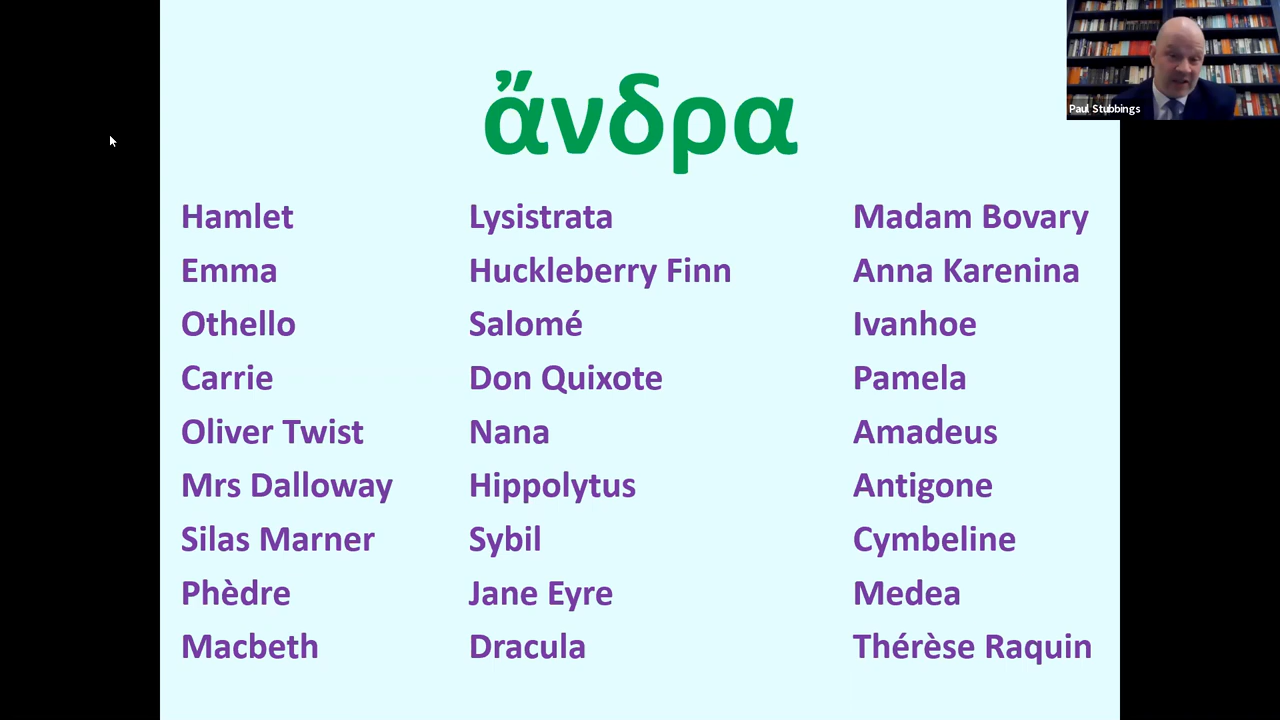 ἄνδρα
Paul Stubbings
Hamlet
Emma
Othello
Carrie
Oliver Twist
Mrs Dalloway
Silas Marner
Phèdre
Macbeth
Lysistrata
Huckleberry Finn
Salomé
Don Quixote
Nana
Hippolytus
Sybil
Jane Eyre
Dracula
Madam Bovary
Anna Karenina
Ivanhoe
Pamela
Amadeus
Antigone
Cymbeline
Medea
Thérèse Raquin